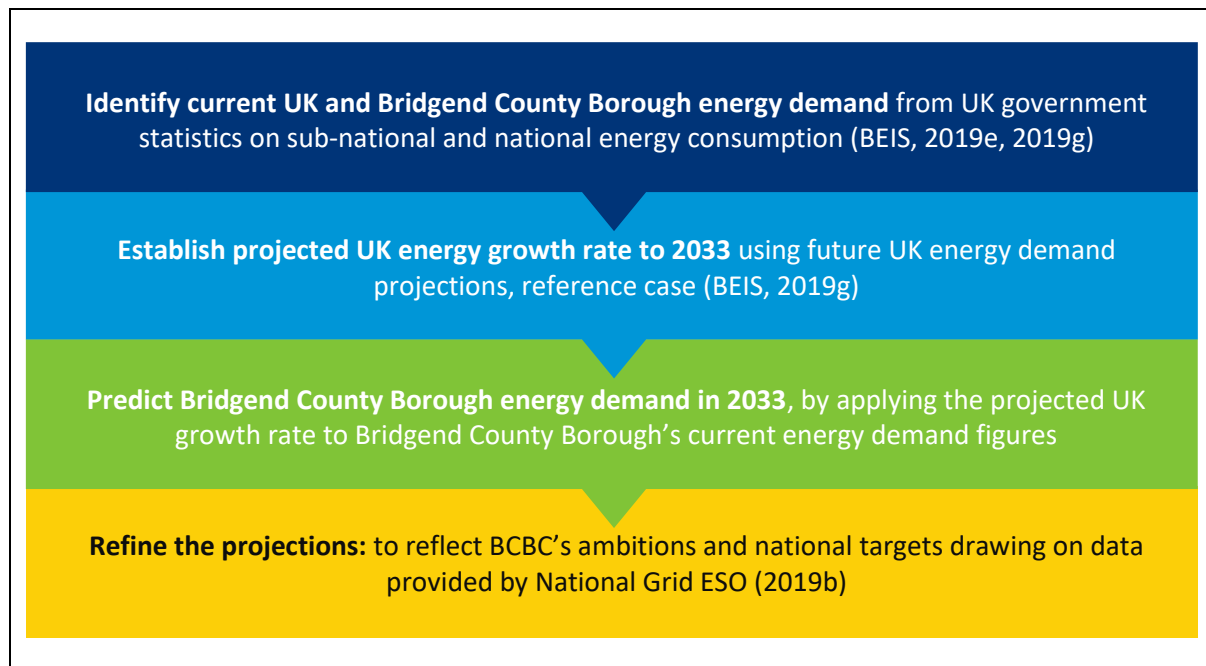 Identify current UK and Bridgend County Borough energy demand from UK government
statistics on sub-national and national energy consumption (BEIS, 2019e, 2019g)
Establish projected UK energy growth rate to 2033 using future UK energy demand
projections, reference case (BEIS, 2019g)
Predict Bridgend County Borough energy demand in 2033, by applying the projected UK
growth rate to Bridgend County Borough’s current energy demand figures
Refine the projections: to reflect BCBC’s ambitions and national targets drawing on data
provided by National Grid ESO (2019b)